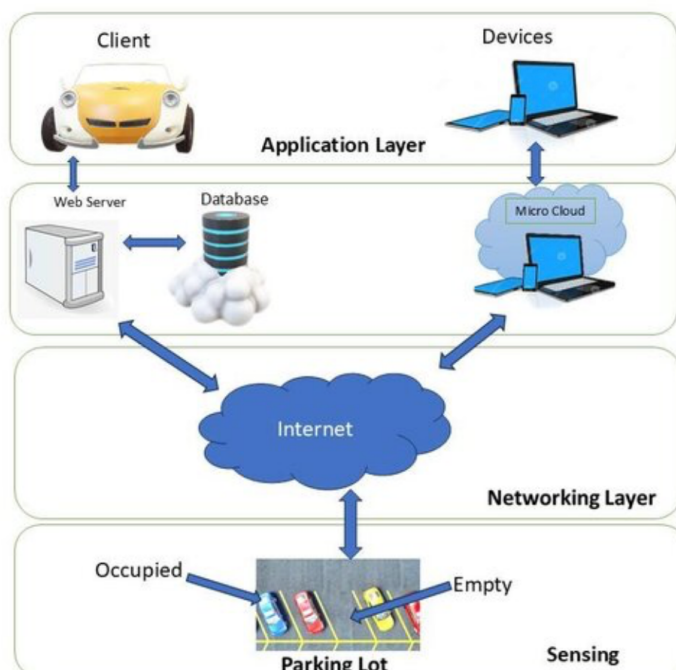 Client
Devices
Application Layer
Web Server
Database
Micro Cloud
Internet
Networking Layer
Occupied
Empty
Parking Lot
Sensing